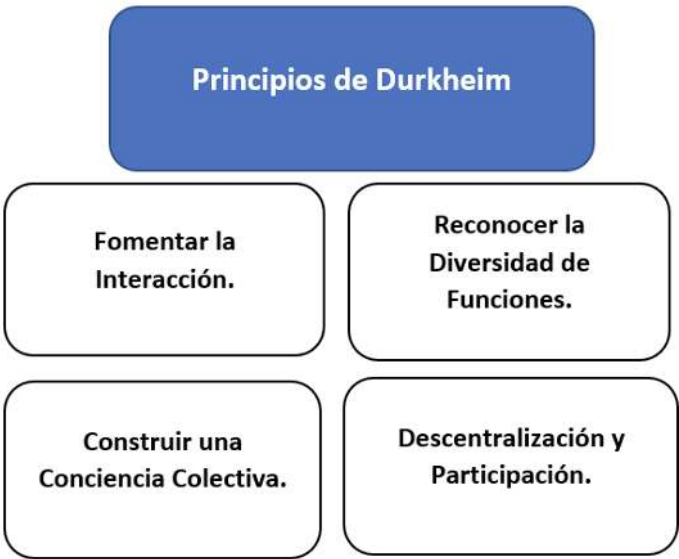 Principios de Durkheim
Fomentar la
Interacción.
Reconocer la
Diversidad de
Funciones.
Construir una
Conciencia Colectiva.
Descentralización y
Participación.